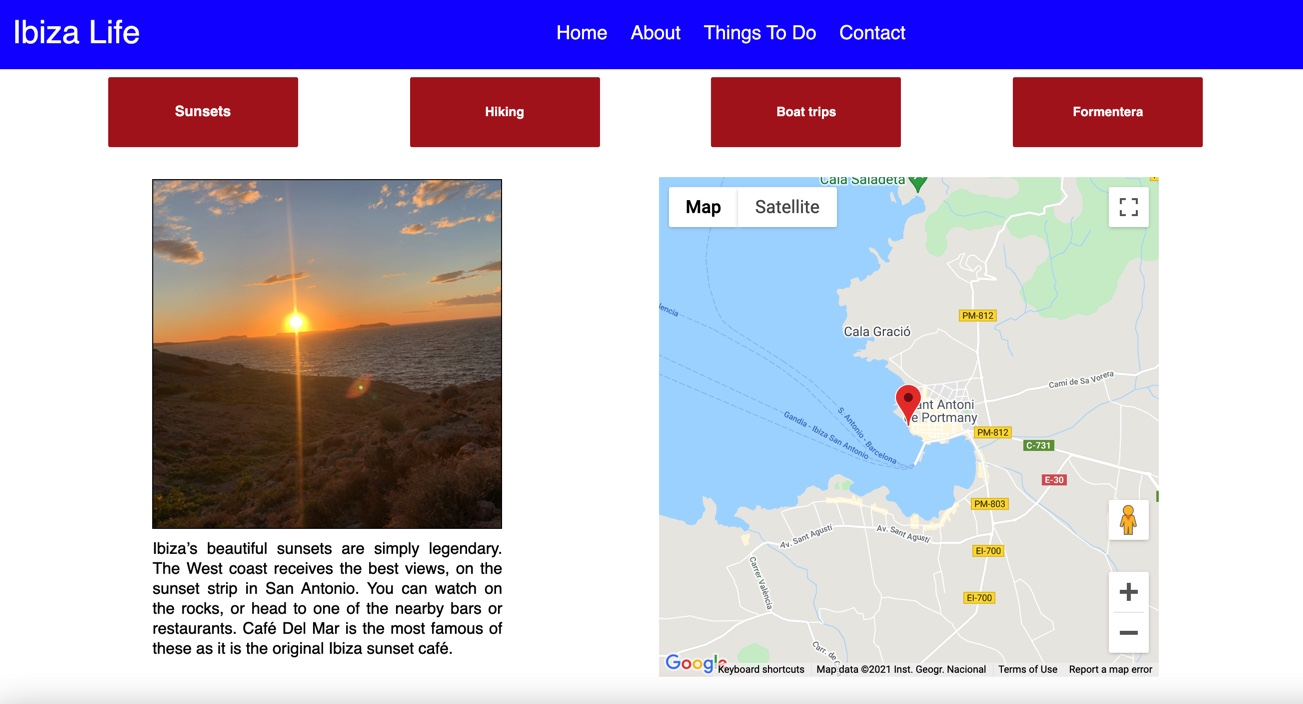 Ibiza Life
Home About Things To Do Contact
Sunsets Hiking Boat trips Formentera
Ibiza’s beautiful sunsets are simply legendary.
The West coast receives the best views, on the
sunset strip in San Antonio. You can watch on
the rocks, or head to one of the nearby bars or
restaurants. Café Del Mar is the most famous of
these as it is the original Ibiza sunset café.
Cala Saladeta
Map Satellite
lencia
PM-812
Cala Gració
Camí de Sa Vorera
ant Antoni
e Portmany
S. Antonio - Barcelona
Gandia - Ibiza San Antonio
PM-812
C-731
E-30
PM-803
Av. Sant Agustí
Av. Sant Agustí
EI-700
Carrer València
EI-700
Carr. de
Google
Keyboard shortcuts Map data ©2021 Inst. Geogr. Nacional Terms of Use Report a map error